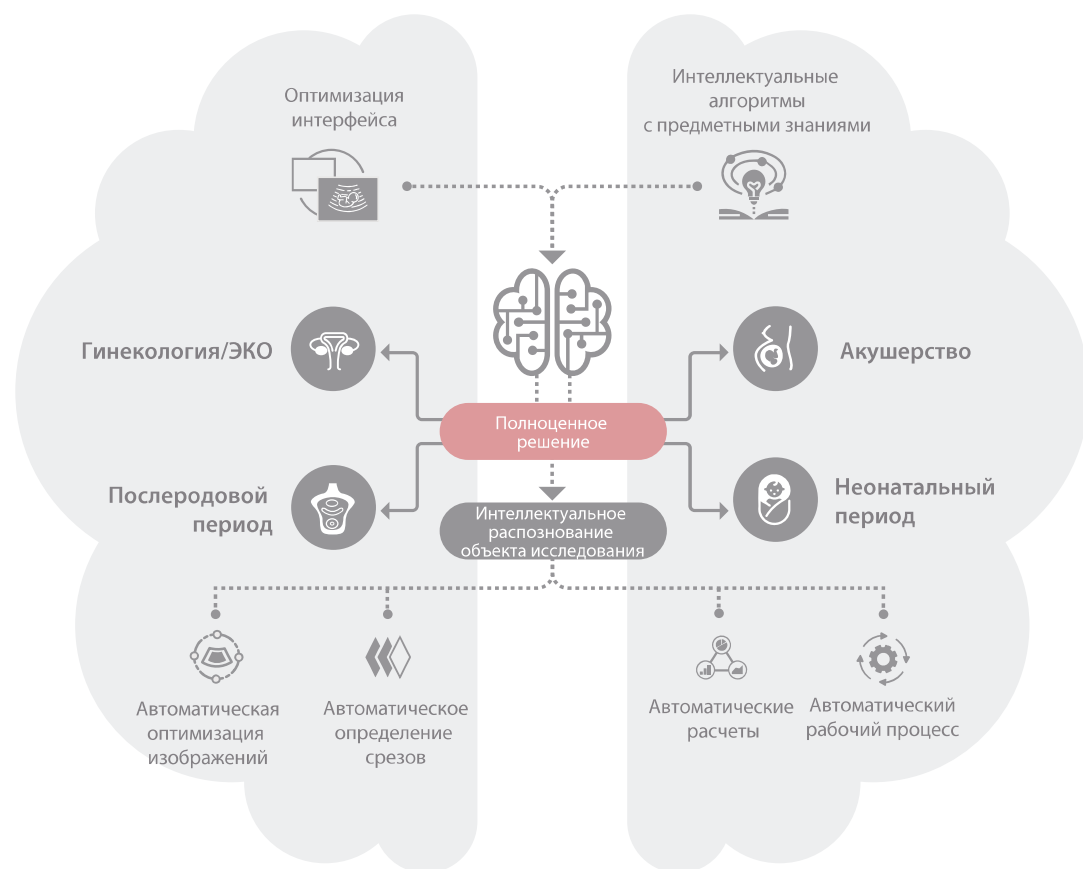 Оптимизация
интерфейса
Интеллектуальные
алгоритмы
с предметными знаниями
Гинекология/ЭКО
Акушерство
Полноценное
решение
Послеродовой
период
Неонатальный
период
Интеллектуальное
распознование
объекта исследования
Автоматическая
оптимизация
изображений
Автоматическое
определение
срезов
Автоматические
расчеты
Автоматический
рабочий процесс